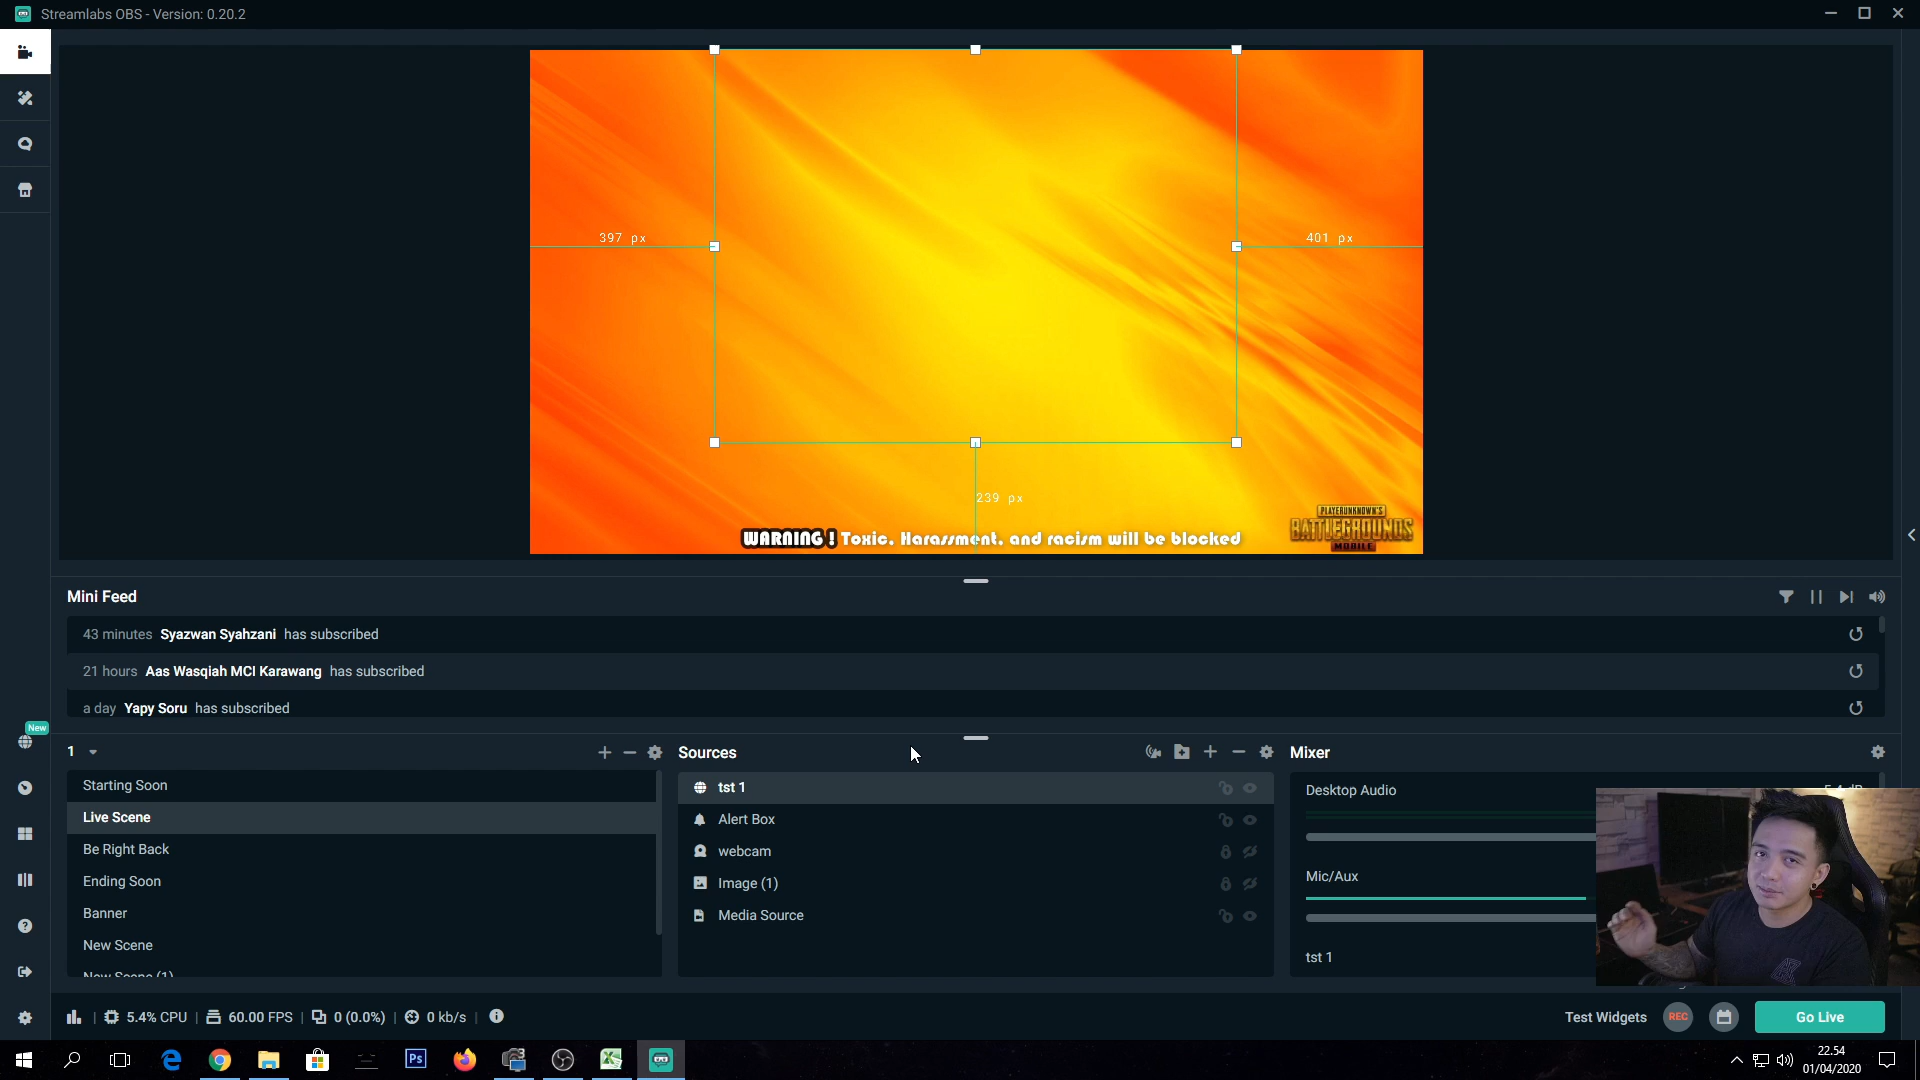 Streamlabs OBS - Version: 0.20.2
397 px
401 px
239 px
WARNING ! Toxic, Harassment, and racism will be blocked
PLAYERUNKNOWN'S
BATTLEGROUNDS
MOBILE
Mini Feed
43 minutes Syazwan Syahzani has subscribed
21 hours Aas Wasqiah MCI Karawang has subscribed
a day Yapy Soru has subscribed
New
1
Sources
Mixer
Starting Soon
Live Scene
Be Right Back
Ending Soon
Banner
New Scene
New Scene (1)
tst 1
Alert Box
webcam
Image (1)
Media Source
Desktop Audio
Mic/Aux
tst 1
5.4% CPU
60.00 FPS
0 (0.0%)
0 kb/s
Test Widgets
REC
Go Live
Ps
22.54
01/04/2020